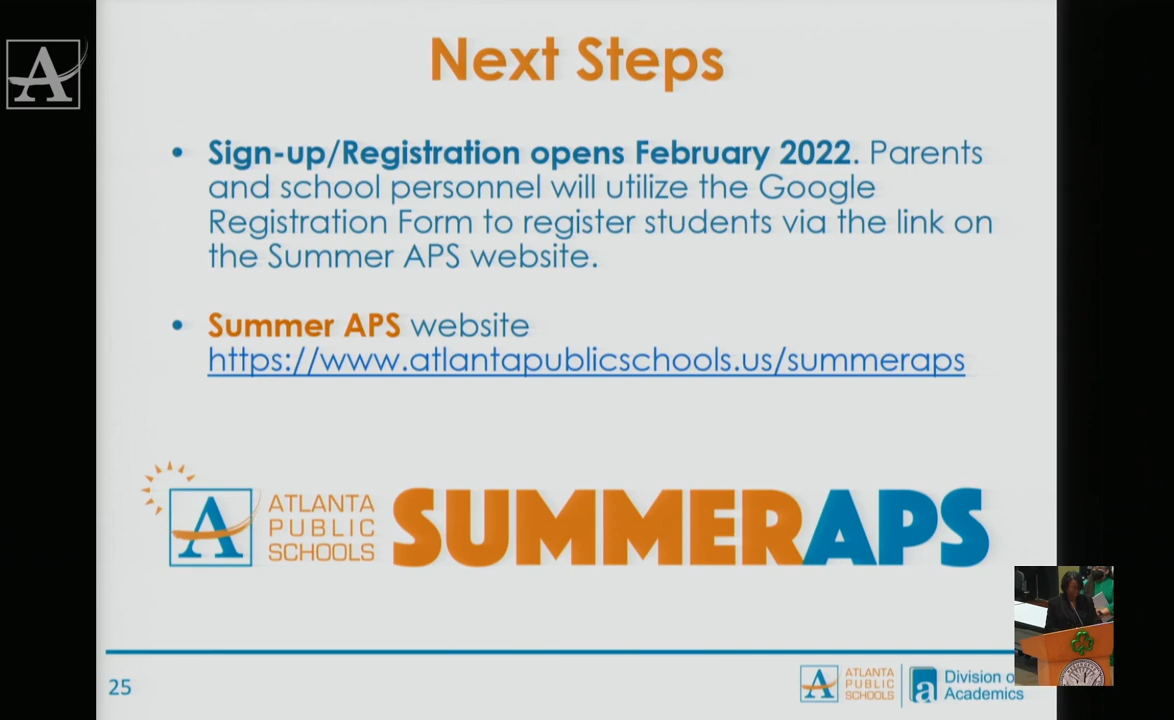 Next Steps
• Sign-up/Registration opens February 2022. Parents
and school personnel will utilize the Google
Registration Form to register students via the link on
the Summer APS website.
• Summer APS website
https://www.atlantapublicschools.us/summeraps
ATLANTA
PUBLIC
SCHOOLS
SUMMERAPS
25
ATLANTA
PUBLIC
SCHOOLS
Division o
Academics